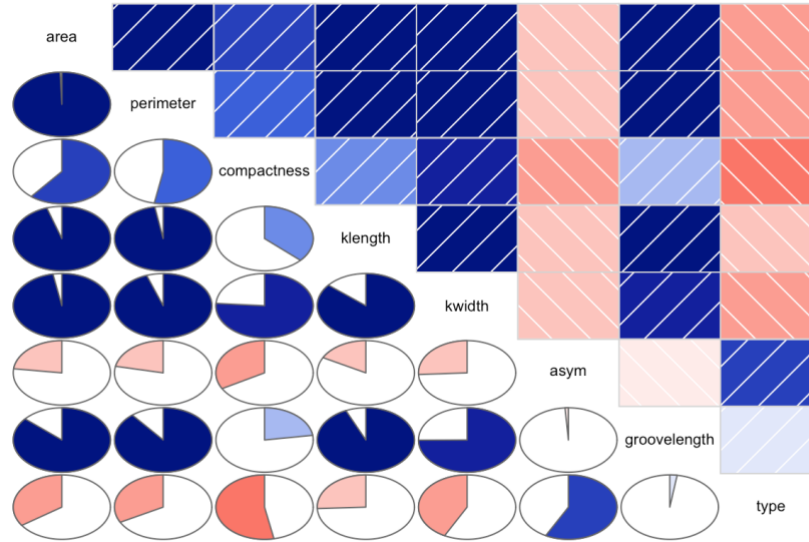 area
perimeter
compactness
klength
kwidth
asym
groovelength
type